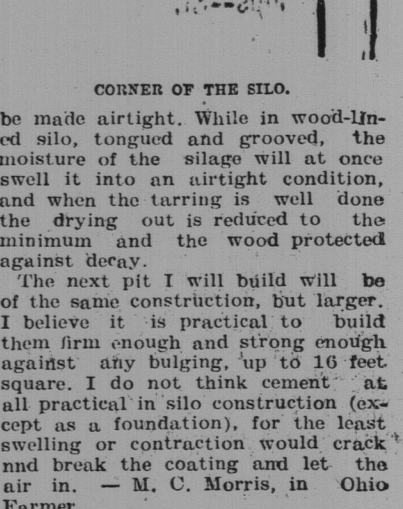 CORNER OF THE SILO.
be made airtight. While in wood-lin-
ed silo, tongued and grooved, the
moisture of the silage will at once
swell it into an airtight condition,
and when the tarring is well done
the drying out is reduced to the
minimum and the wood protected
against decay.
The next pit I will build will be
of the same construction, but larger.
I believe it is practical to build
them firm enough and strong enough
against any bulging, up to 16 feet
square. I do not think cement at
all practical in silo construction (ex-
cept as a foundation), for the least
swelling or contraction would crack
nnd break the coating and let the
air in. — M. C. Morris, in Ohio
Farmer